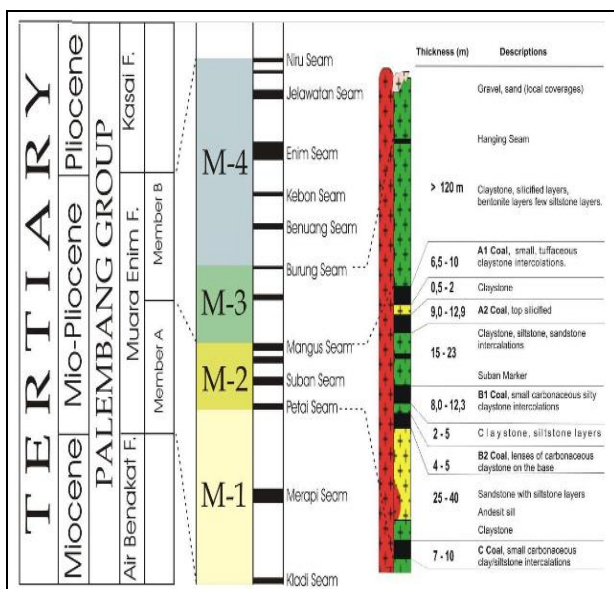 TERTIARY
Miocene
Mio-Pliocene
Pliocene
PALEMBANG GROUP
Air Benakat F.
Muara Enim F.
Kasai F.
Member A
Member B
M-4
M-3
M-2
M-1
Niru Seam
Jelawatan Seam
Enim Seam
Kebon Seam
Benuang Seam
Burung Seam
Mangus Seam
Suban Seam
Petai Seam
Merapi Seam
Kladi Seam
Thickness (m) Descriptions
Gravel, sand (local coverages)
Hanging Seam
> 120 m
Claystone, silicified layers,
bentonite layers few siltstone layers.
6,5 - 10
A1 Coal, small, tuffaceous
claystone intercolations.
0,5 - 2 Claystone
9,0 - 12,9 A2 Coal, top silicified
15 - 23
Claystone, siltstone, sandstone
intercalations
Suban Marker
8,0 - 12,3
B1 Coal, small carbonaceous silty
claystone intercolations
2 - 5 Claystone, siltstone layers
4 - 5
B2 Coal, lenses of carbonaceous
claystone on the base
25 - 40
Sandstone with siltstone layers
Andesit sill
Claystone
7 - 10
C Coal, small carbonaceous
clay/siltstone intercalations